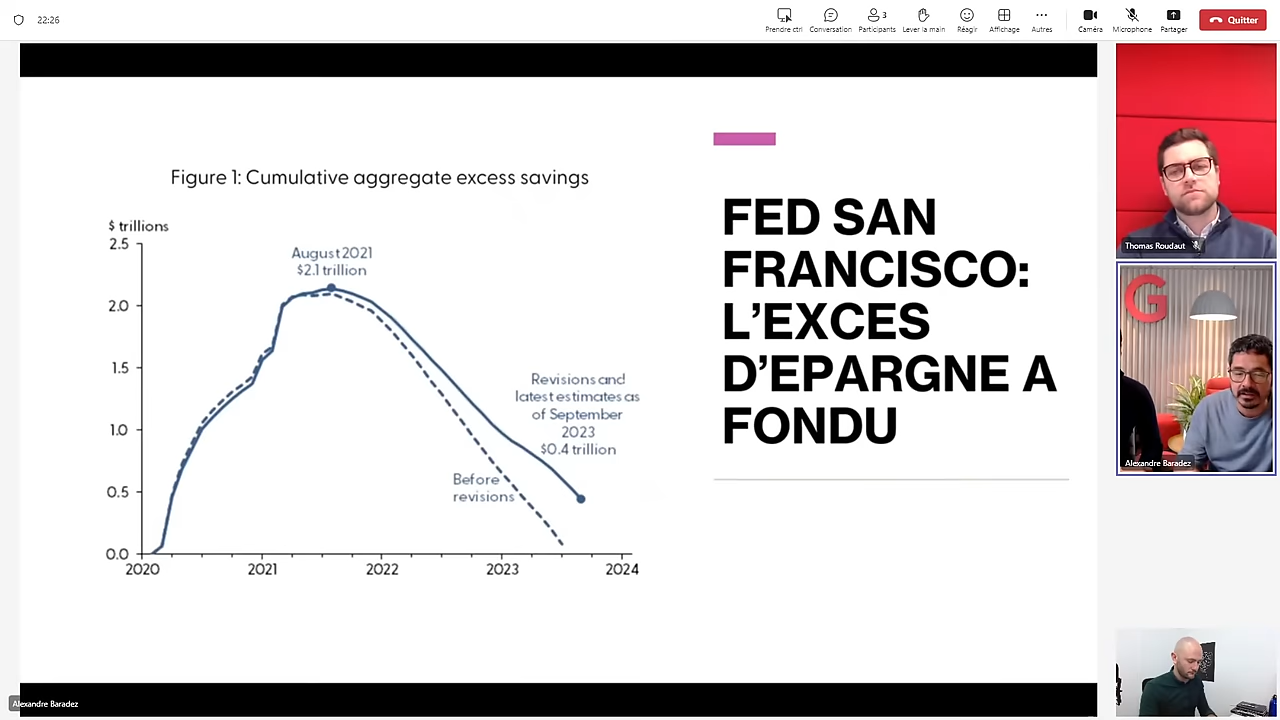 22:26
Prendre ctrl
Conversation
3
Participants
Lever la main
Réagir
Affichage
Autres
Caméra
Microphone
Partager
Quitter
Figure 1: Cumulative aggregate excess savings
$ trillions
2.5
2.0
1.5
1.0
0.5
0.0
2020
2021
2022
2023
2024
August 2021
$2.1 trillion
Revisions and
latest estimates as
of September
2023
$0.4 trillion
Before
revisions
FED SAN
FRANCISCO:
L’EXCES
D’EPARGNE A
FONDU
Thomas Roudaut
G
Alexandre Baradez
Alexandre Baradez